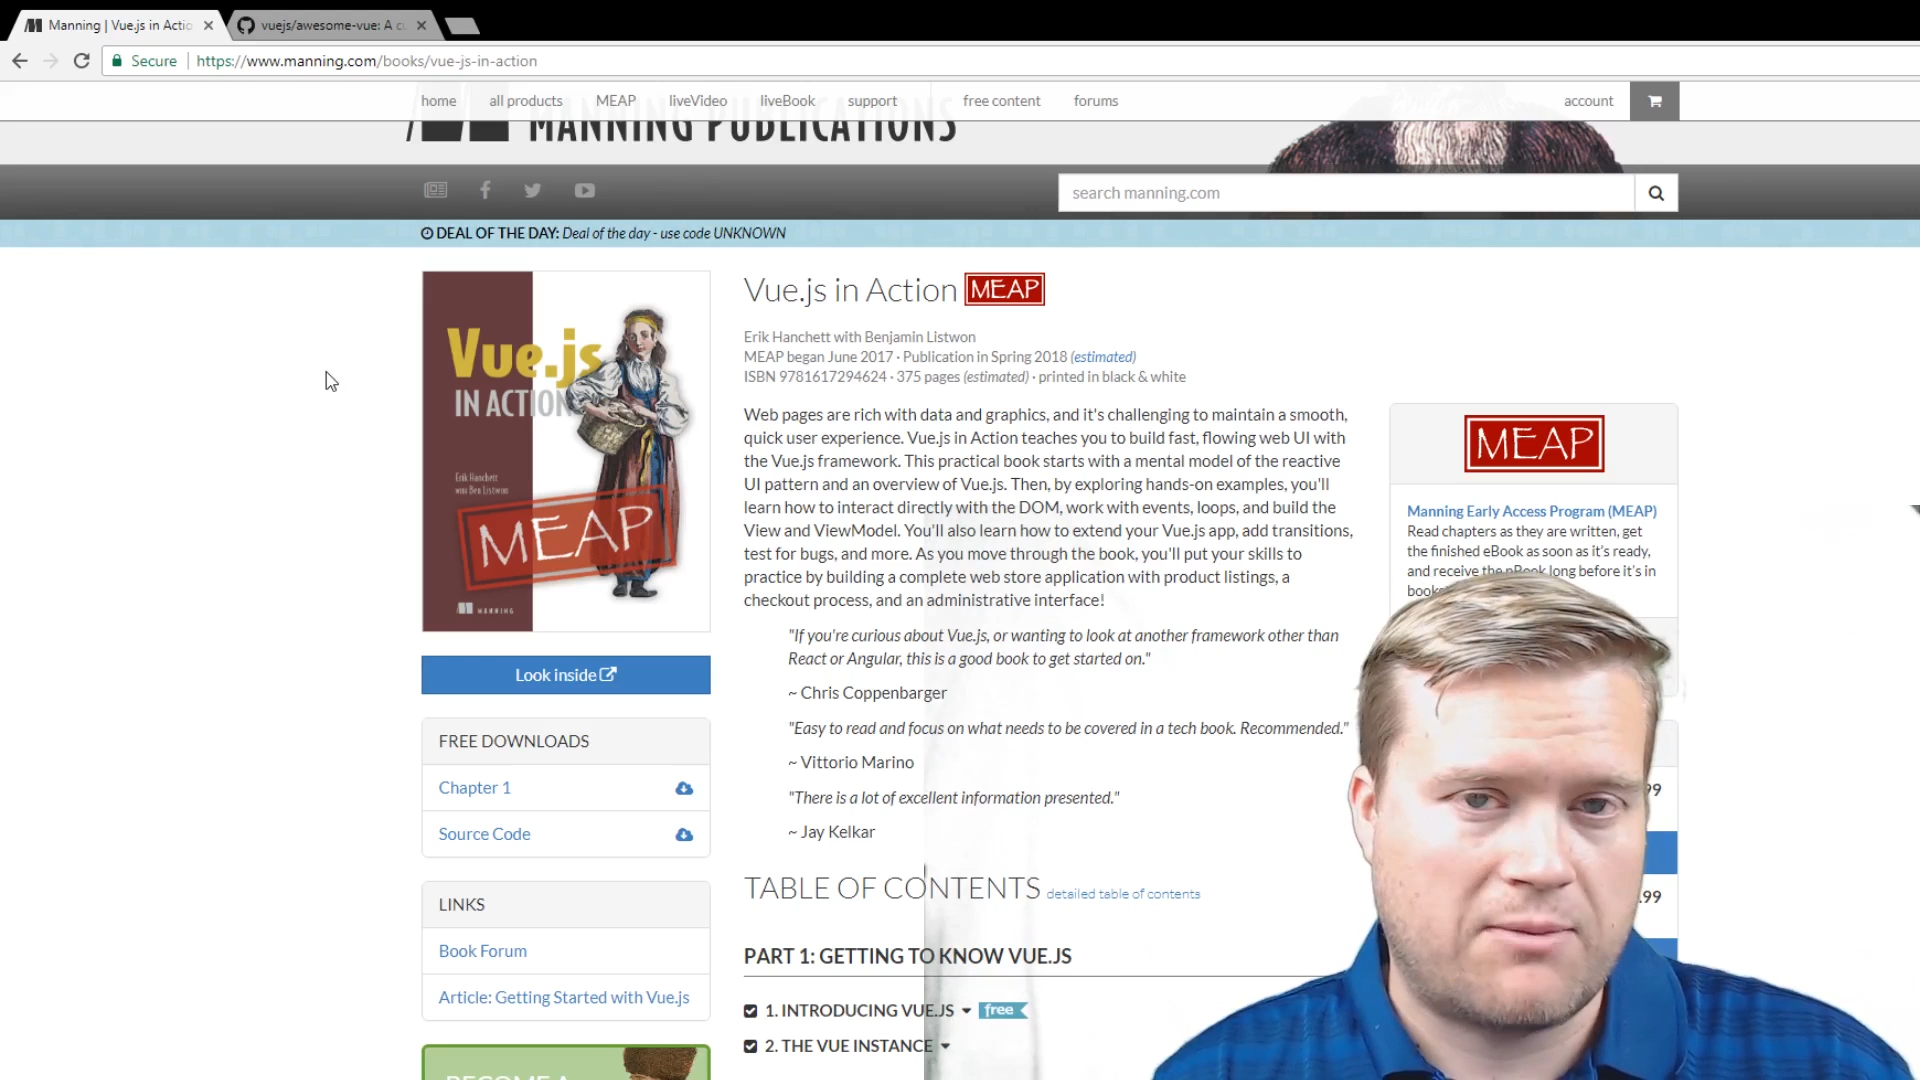 Manning | Vue.js in Actio
vuejs/awesome-vue: A cu
Secure
https://www.manning.com/books/vue-js-in-action
home
all products
MEAP
liveVideo
liveBook
support
free content
forums
account
MANNING PUBLICATIONS
search manning.com
DEAL OF THE DAY: Deal of the day - use code UNKNOWN
Vue.js
IN ACTION
Erik Hanchett
WITH Ben Listwon
MEAP
MANNING
Look inside
FREE DOWNLOADS
Chapter 1
Source Code
LINKS
Book Forum
Article: Getting Started with Vue.js
BECOME A
Vue.js in Action MEAP
Erik Hanchett with Benjamin Listwon
MEAP began June 2017 · Publication in Spring 2018 (estimated)
ISBN 9781617294624 · 375 pages (estimated) · printed in black & white
Web pages are rich with data and graphics, and it's challenging to maintain a smooth,
quick user experience. Vue.js in Action teaches you to build fast, flowing web UI with
the Vue.js framework. This practical book starts with a mental model of the reactive
UI pattern and an overview of Vue.js. Then, by exploring hands-on examples, you'll
learn how to interact directly with the DOM, work with events, loops, and build the
View and ViewModel. You'll also learn how to extend your Vue.js app, add transitions,
test for bugs, and more. As you move through the book, you'll put your skills to
practice by building a complete web store application with product listings, a
checkout process, and an administrative interface!
"If you're curious about Vue.js, or wanting to look at another framework other than
React or Angular, this is a good book to get started on."
~ Chris Coppenbarger
"Easy to read and focus on what needs to be covered in a tech book. Recommended."
~ Vittorio Marino
"There is a lot of excellent information presented."
~ Jay Kelkar
TABLE OF CONTENTS detailed table of contents
PART 1: GETTING TO KNOW VUE.JS
1. INTRODUCING VUE.JS free
2. THE VUE INSTANCE
MEAP
Manning Early Access Program (MEAP)
Read chapters as they are written, get
the finished eBook as soon as it's ready,
and receive the pBook long before it's in
99
.99